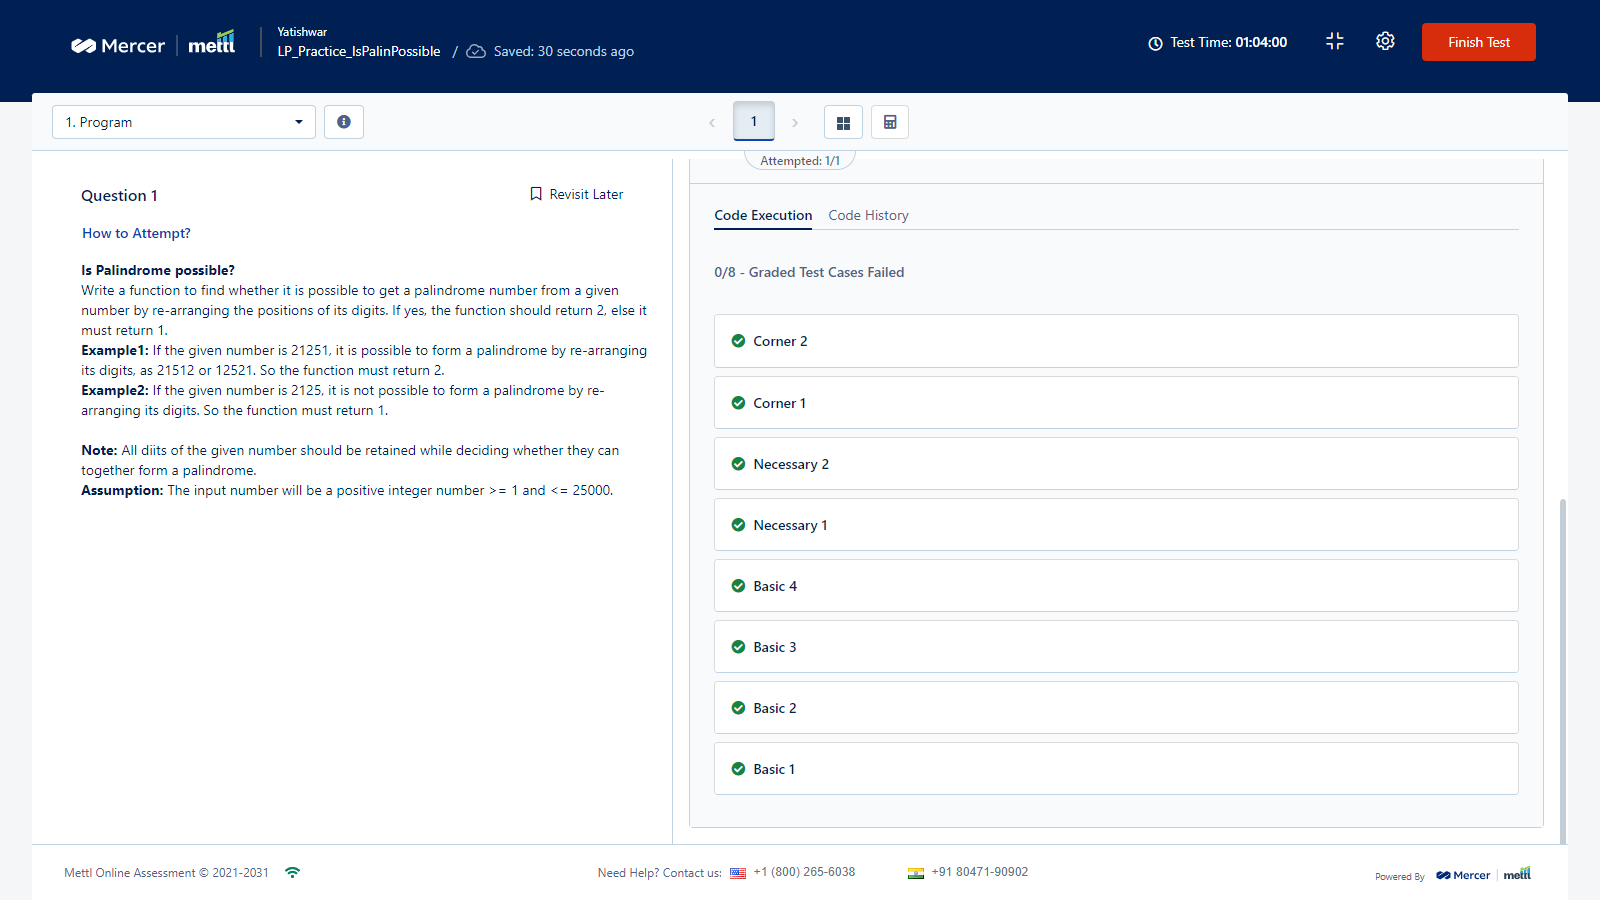 Mercer mettl
Yatishwar
LP_Practice_IsPalinPossible / Saved: 30 seconds ago
Test Time: 01:04:00
Finish Test
1. Program
1
Attempted: 1/1
Question 1
Revisit Later
How to Attempt?
Is Palindrome possible?
Write a function to find whether it is possible to get a palindrome number from a given
number by re-arranging the positions of its digits. If yes, the function should return 2, else it
must return 1.
Example1: If the given number is 21251, it is possible to form a palindrome by re-arranging
its digits, as 21512 or 12521. So the function must return 2.
Example2: If the given number is 2125, it is not possible to form a palindrome by re-
arranging its digits. So the function must return 1.
Note: All diits of the given number should be retained while deciding whether they can
together form a palindrome.
Assumption: The input number will be a positive integer number >= 1 and <= 25000.
Code Execution
Code History
0/8 - Graded Test Cases Failed
Corner 2
Corner 1
Necessary 2
Necessary 1
Basic 4
Basic 3
Basic 2
Basic 1
Mettl Online Assessment © 2021-2031
Need Help? Contact us: +1 (800) 265-6038
+91 80471-90902
Powered By Mercer mettl